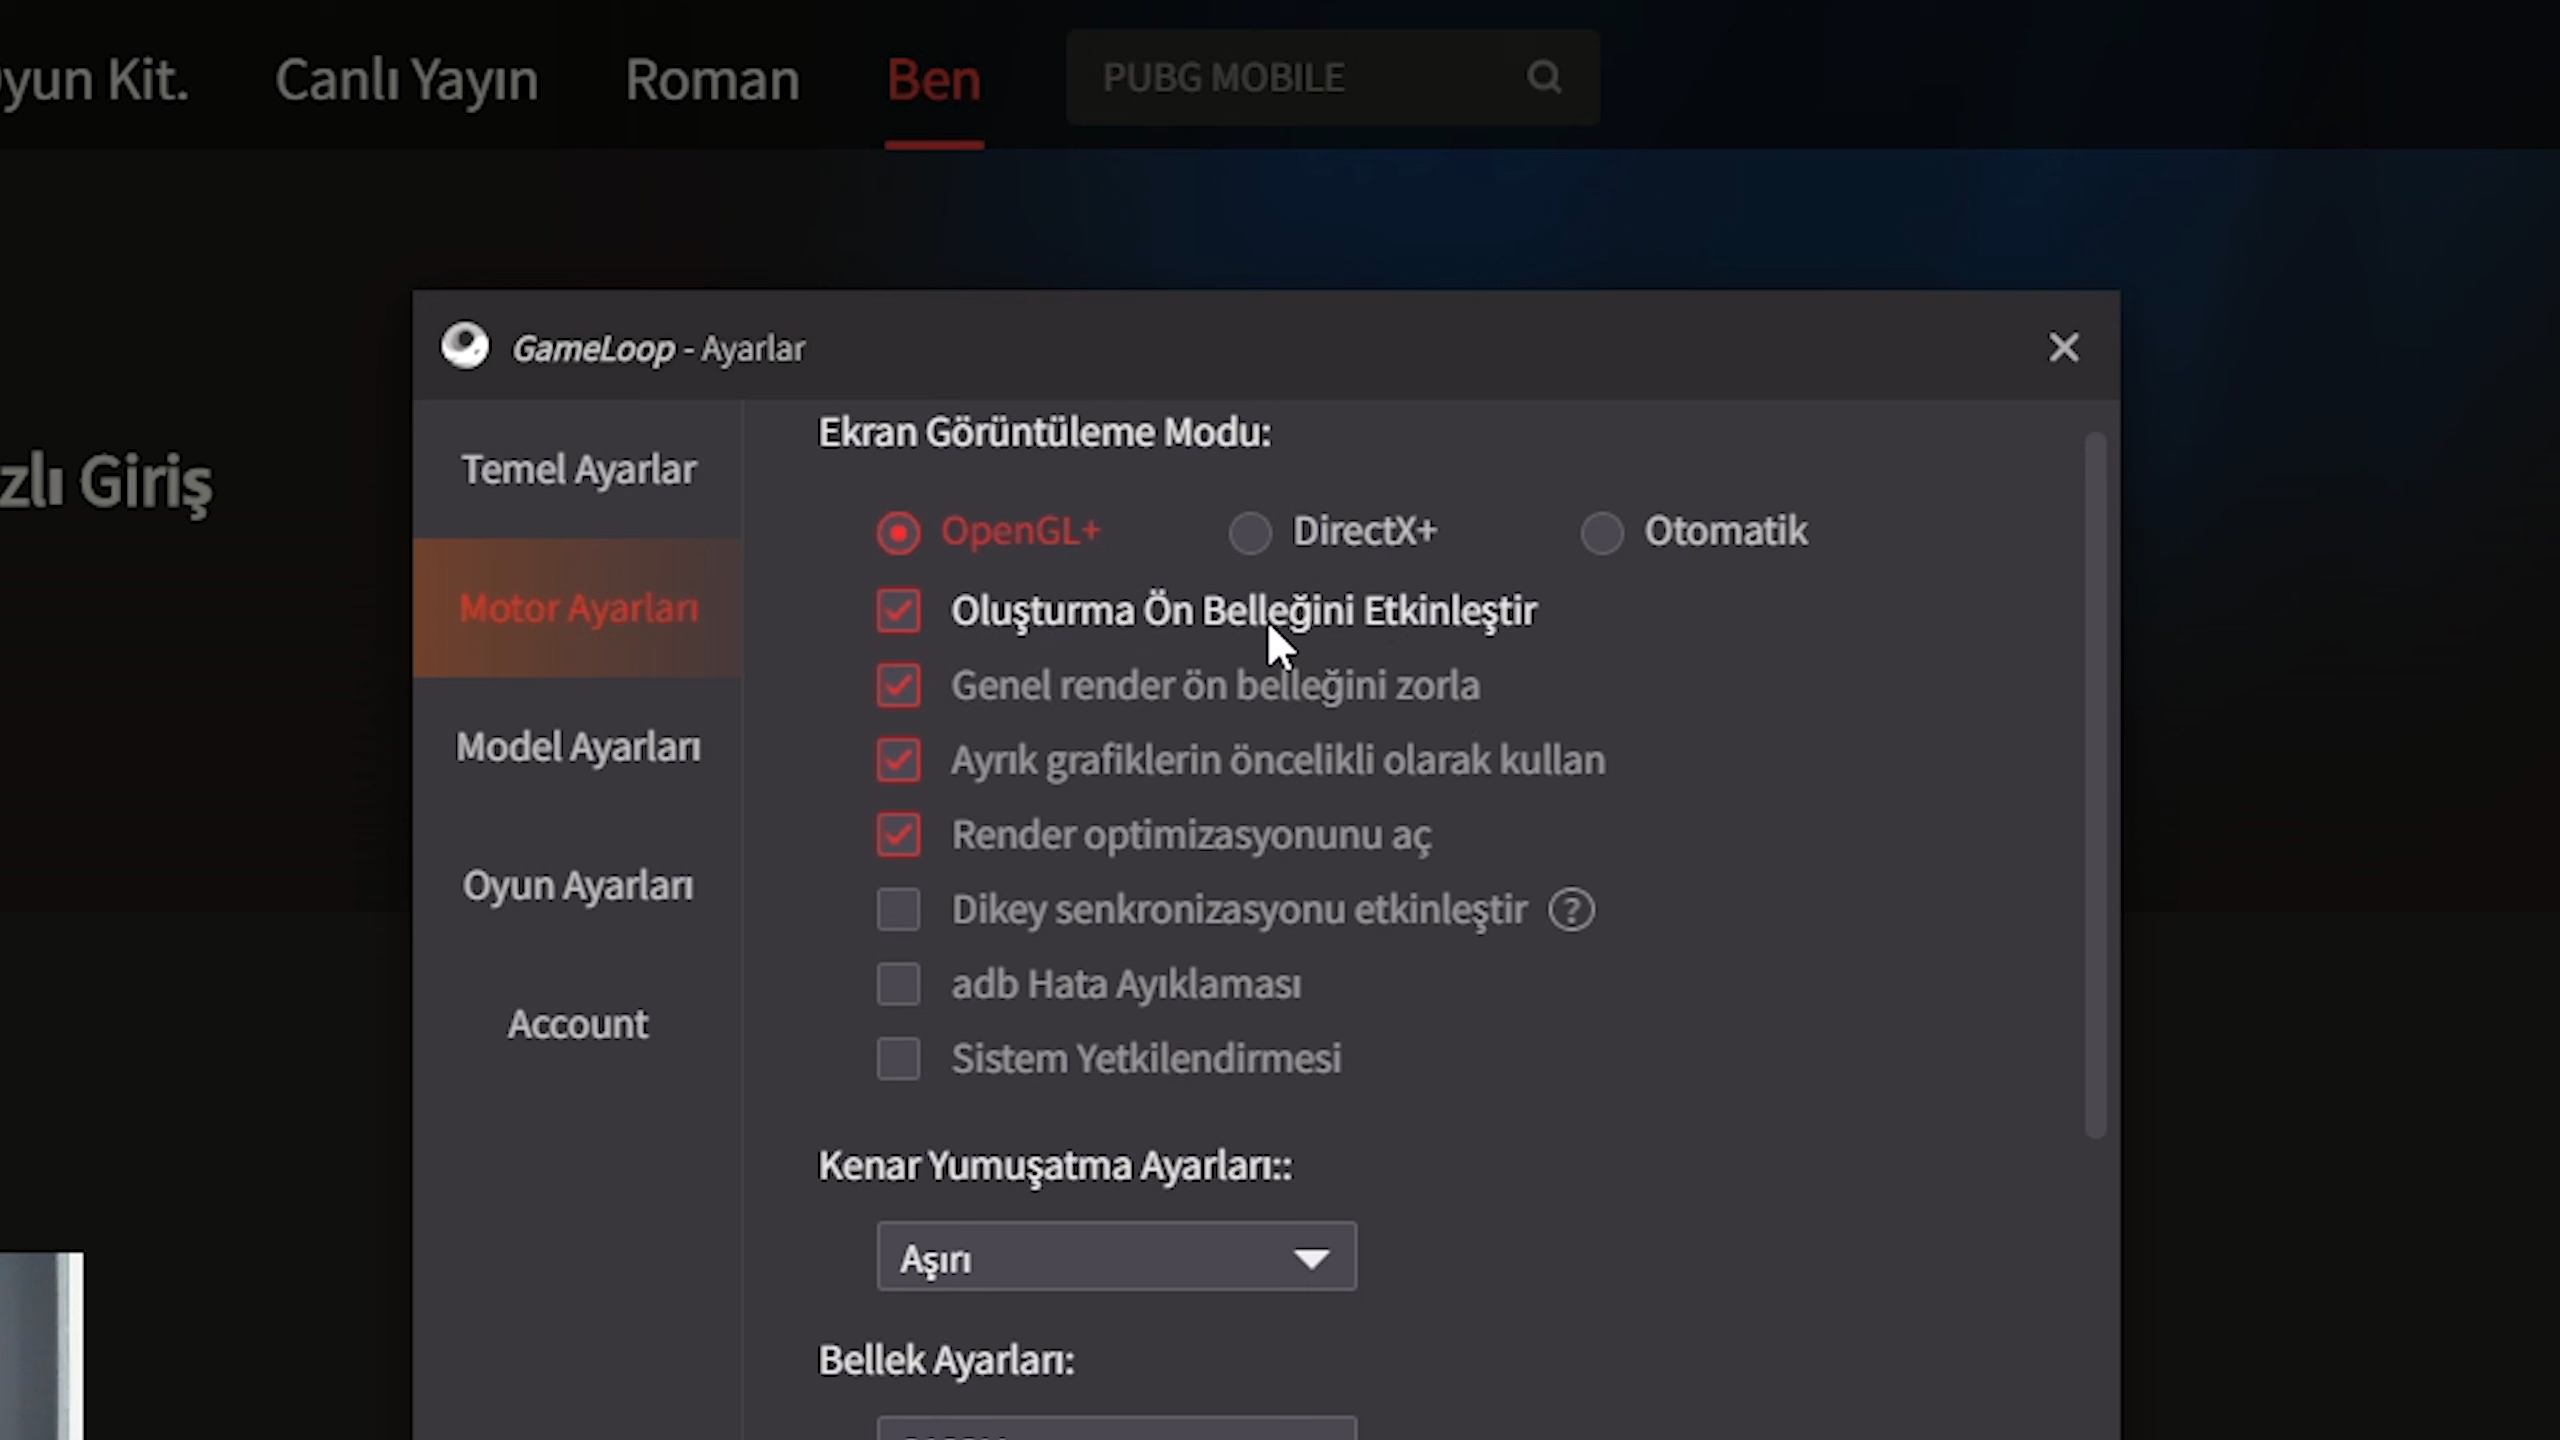 Kit.
Canlı Yayın
Roman
Ben
PUBG MOBILE
Giriş
GameLoop - Ayarlar
Temel Ayarlar
Motor Ayarları
Model Ayarları
Oyun Ayarları
Account
Ekran Görüntüleme Modu:
OpenGL+ DirectX+ Otomatik
Oluşturma Ön Belleğini Etkinleştir
Genel render ön belleğini zorla
Ayrık grafiklerin öncelikli olarak kullan
Render optimizasyonunu aç
Dikey senkronizasyonu etkinleştir ?
adb Hata Ayıklaması
Sistem Yetkilendirmesi
Kenar Yumuşatma Ayarları::
Aşırı
Bellek Ayarları: